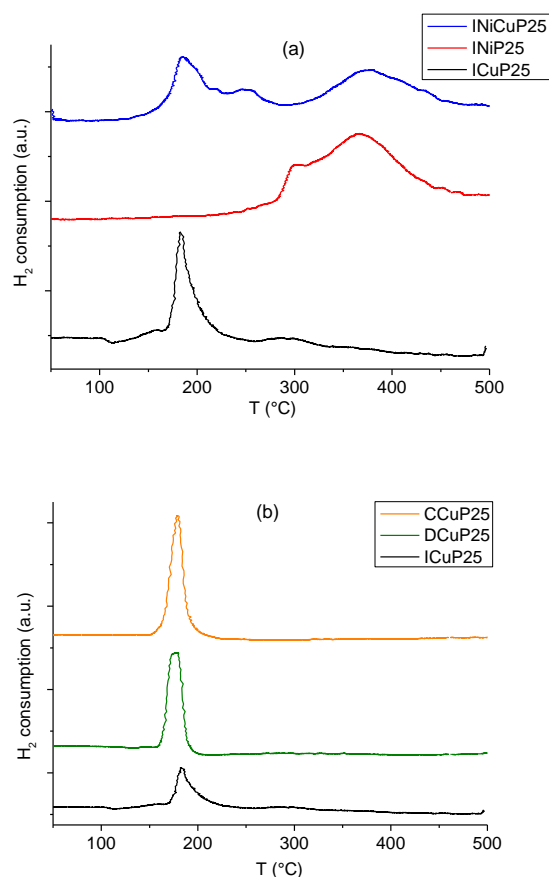 (a)
INiCuP25
INiP25
ICuP25
H₂ consumption (a.u.)
100 200 300 400 500
T (°C)
(b)
CCuP25
DCuP25
ICuP25
H₂ consumption (a.u.)
100 200 300 400 500
T (°C)